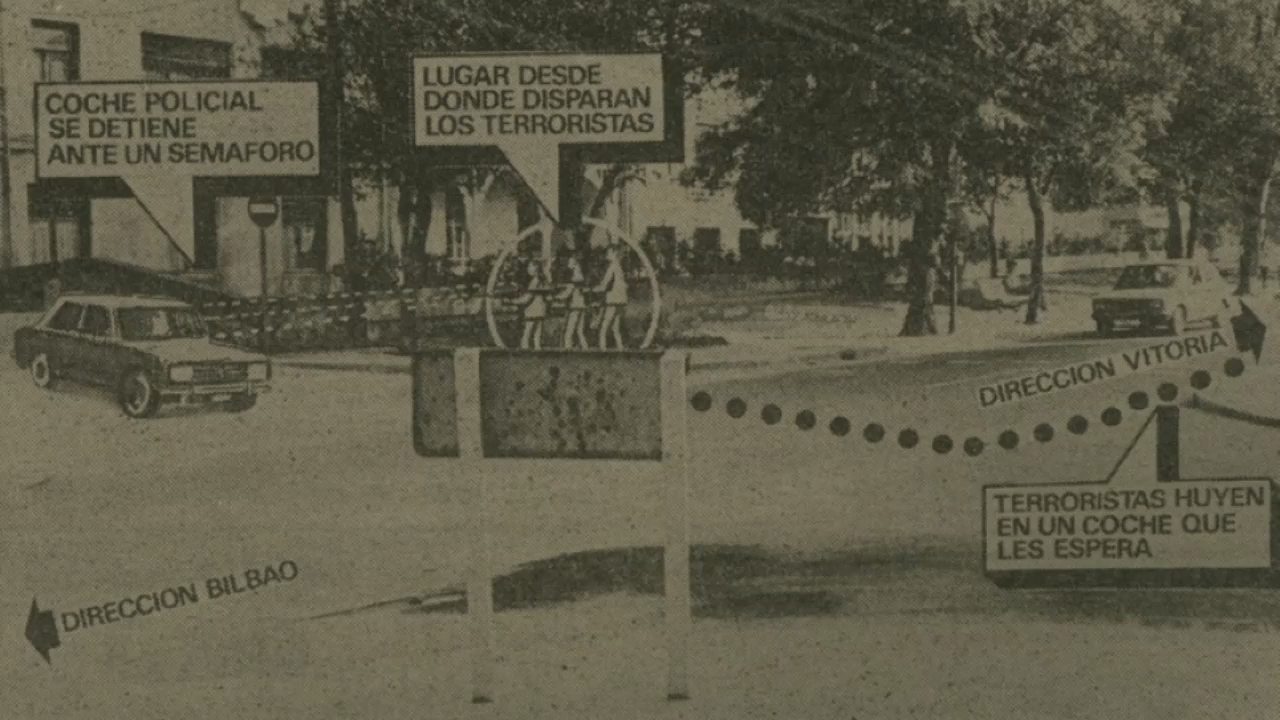 COCHE POLICIAL
SE DETIENE
ANTE UN SEMAFORO
LUGAR DESDE
DONDE DISPARAN
LOS TERRORISTAS
DIRECCION VITORIA
TERRORISTAS HUYEN
EN UN COCHE QUE
LES ESPERA
DIRECCION BILBAO